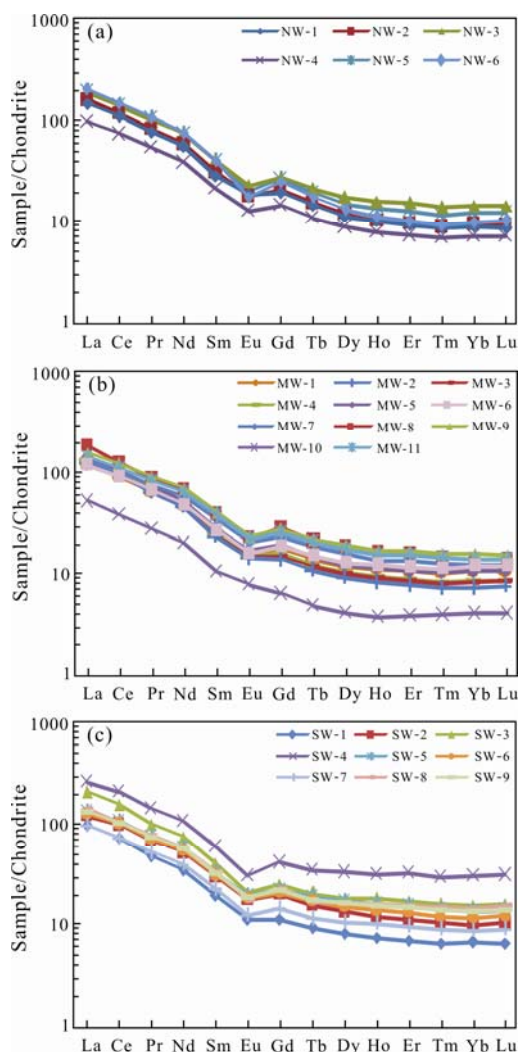 1000
(a)
NW-1 NW-2 NW-3
NW-4 NW-5 NW-6
100
Sample/Chondrite
10
1
La Ce Pr Nd Sm Eu Gd Tb Dy Ho Er Tm Yb Lu
1000
(b)
MW-1 MW-2 MW-3
MW-4 MW-5 MW-6
MW-7 MW-8 MW-9
MW-10 MW-11
100
Sample/Chondrite
10
1
La Ce Pr Nd Sm Eu Gd Tb Dy Ho Er Tm Yb Lu
1000
(c)
SW-1 SW-2 SW-3
SW-4 SW-5 SW-6
SW-7 SW-8 SW-9
100
Sample/Chondrite
10
1
La Ce Pr Nd Sm Eu Gd Tb Dy Ho Er Tm Yb Lu